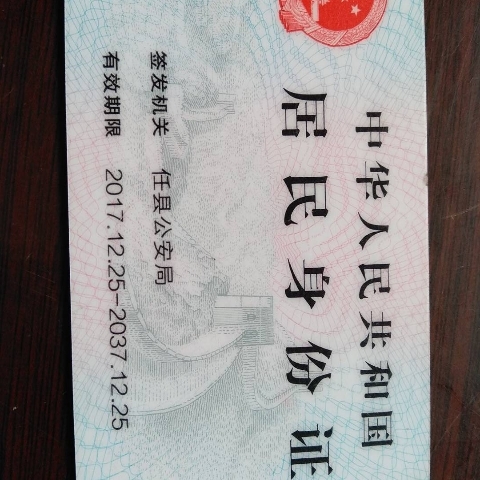 中华人民共和国
居民身份证
签发机关 任县公安局
有效期限 2017.12.25-2037.12.25